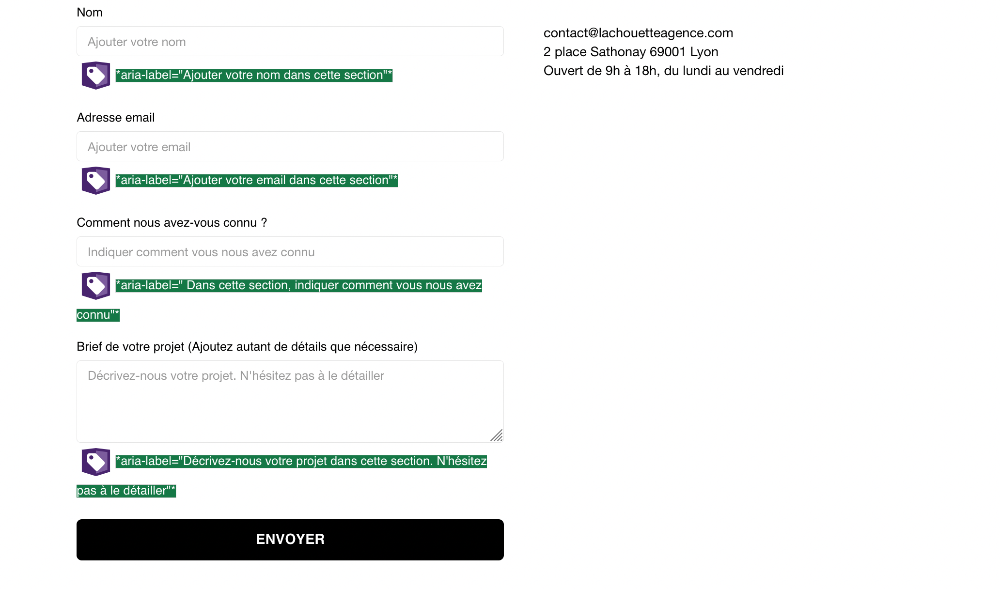 Nom
Ajouter votre nom
*aria-label="Ajouter votre nom dans cette section"*
Adresse email
Ajouter votre email
*aria-label="Ajouter votre email dans cette section"*
Comment nous avez-vous connu ?
Indiquer comment vous nous avez connu
*aria-label=" Dans cette section, indiquer comment vous nous avez
connu"*
Brief de votre projet (Ajoutez autant de détails que nécessaire)
Décrivez-nous votre projet. N'hésitez pas à le détailler
*aria-label="Décrivez-nous votre projet dans cette section. N'hésitez
pas à le détailler"*
ENVOYER
contact@lachouetteagence.com
2 place Sathonay 69001 Lyon
Ouvert de 9h à 18h, du lundi au vendredi